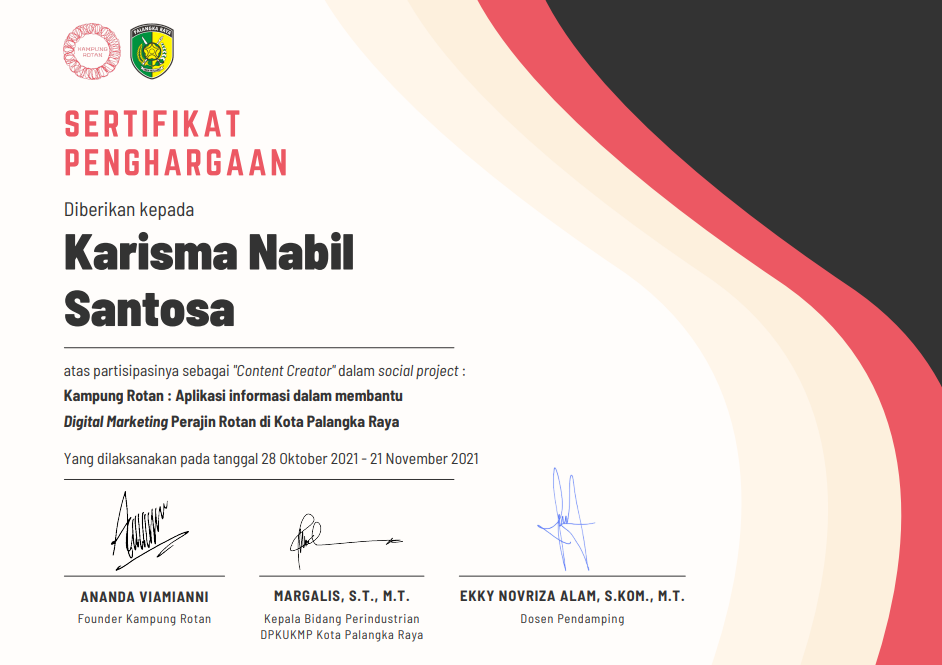 KAMPUNG
ROTAN
PALANGKA RAYA
SERTIFIKAT
PENGHARGAAN
Diberikan kepada
Karisma Nabil
Santosa
atas partisipasinya sebagai "Content Creator" dalam social project :
Kampung Rotan : Aplikasi informasi dalam membantu
Digital Marketing Perajin Rotan di Kota Palangka Raya
Yang dilaksanakan pada tanggal 28 Oktober 2021 - 21 November 2021
ANANDA VIAMIANNI
Founder Kampung Rotan
MARGALIS, S.T., M.T.
Kepala Bidang Perindustrian
DPKUKMP Kota Palangka Raya
EKKY NOVRIZA ALAM, S.KOM., M.T.
Dosen Pendamping